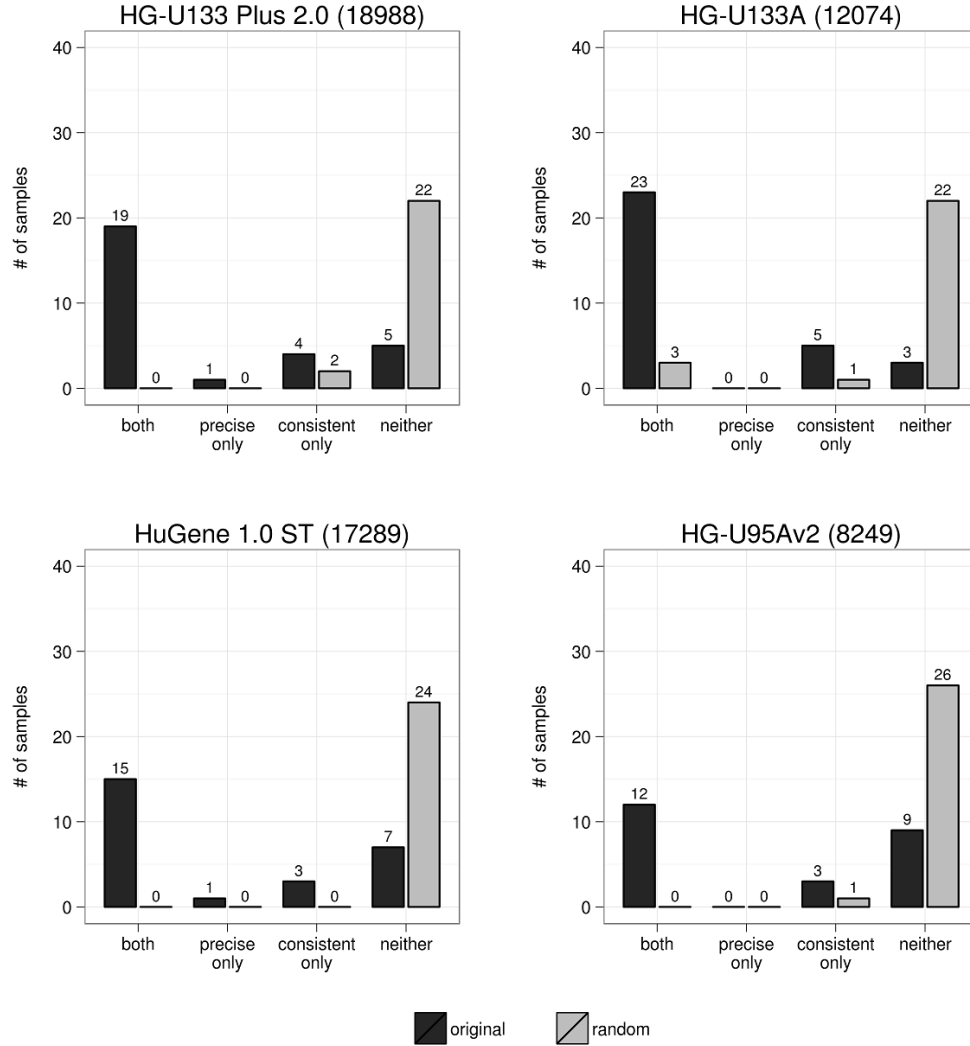 HG-U133 Plus 2.0 (18988)
# of samples
40
30
20
10
0
19
0
1
0
4
2
5
22
both
precise
only
consistent
only
neither
HG-U133A (12074)
# of samples
40
30
20
10
0
23
3
0
0
5
1
3
22
both
precise
only
consistent
only
neither
HuGene 1.0 ST (17289)
# of samples
40
30
20
10
0
15
0
1
0
3
0
7
24
both
precise
only
consistent
only
neither
HG-U95Av2 (8249)
# of samples
40
30
20
10
0
12
0
0
0
3
1
9
26
both
precise
only
consistent
only
neither
original
random